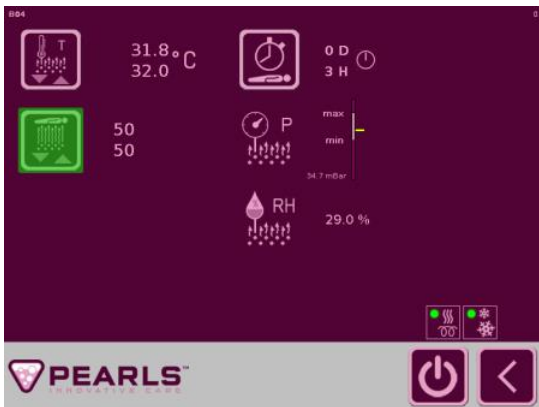 B04
0
T
31.8 °C
32.0
0 D
3 H
50
50
P
max
min
34.7 mBar
RH
29.0 %
PEARLS™
INNOVATIVE CARE